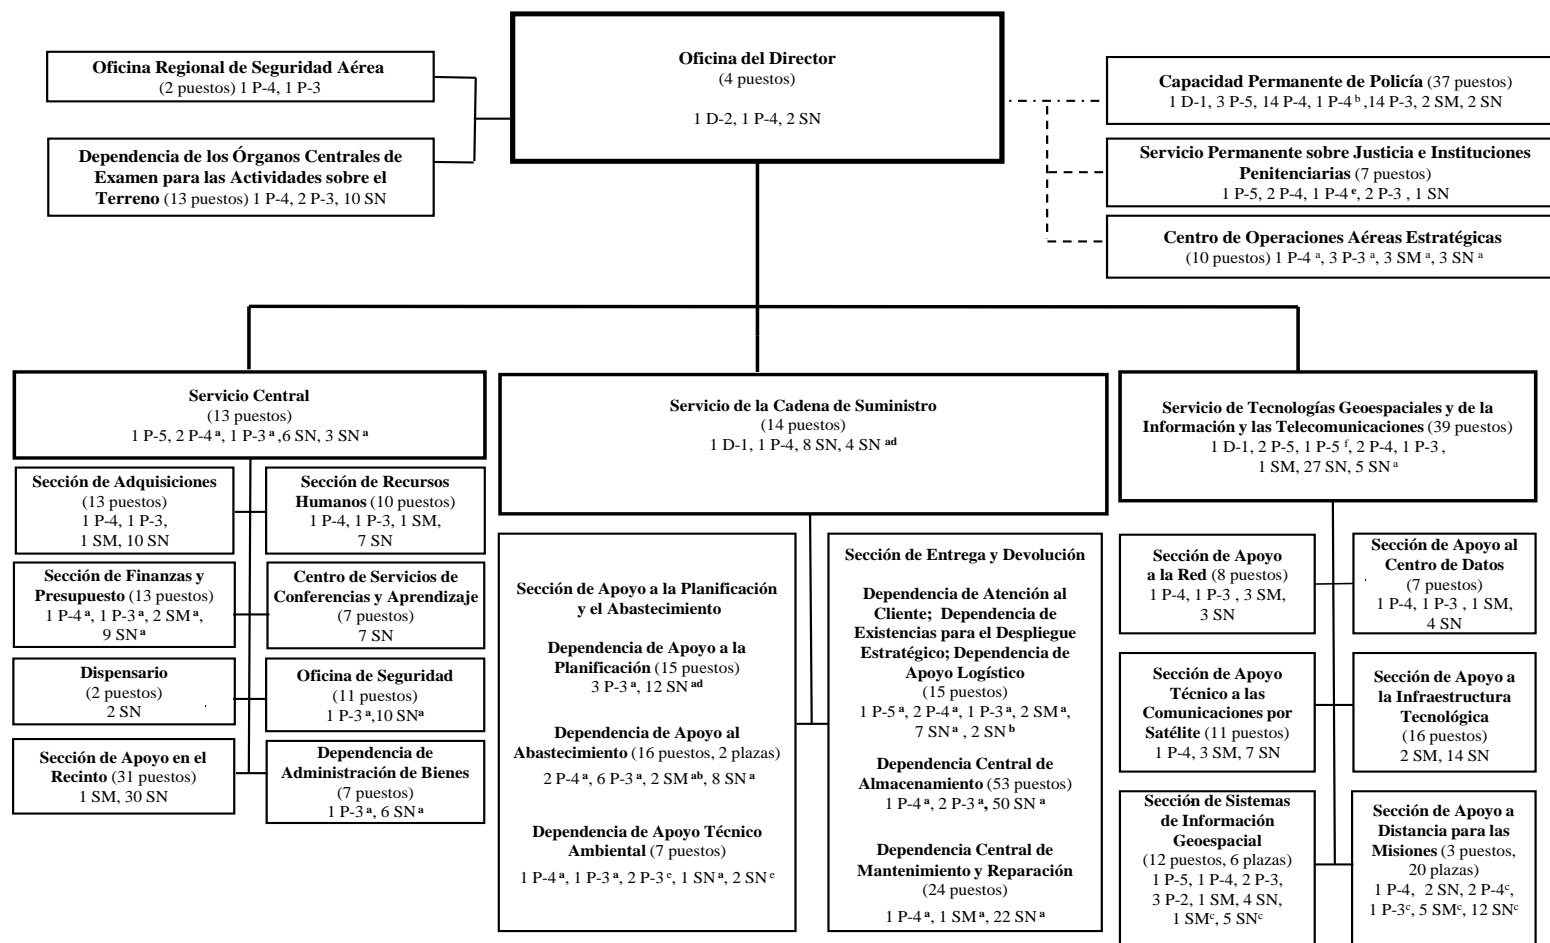 Oficina del Director
(4 puestos)
1 D-2, 1 P-4, 2 SN
Oficina Regional de Seguridad Aérea
(2 puestos) 1 P-4, 1 P-3
Dependencia de los Órganos Centrales de
Examen para las Actividades sobre el
Terreno (13 puestos) 1 P-4, 2 P-3, 10 SN
Capacidad Permanente de Policía (37 puestos)
1 D-1, 3 P-5, 14 P-4, 1 P-4 b ,14 P-3, 2 SM, 2 SN
Servicio Permanente sobre Justicia e Instituciones
Penitenciarias (7 puestos)
1 P-5, 2 P-4, 1 P-4 e, 2 P-3 , 1 SN
Centro de Operaciones Aéreas Estratégicas
(10 puestos) 1 P-4 a, 3 P-3 a, 3 SM a, 3 SN a
Servicio Central
(13 puestos)
1 P-5, 2 P-4 a, 1 P-3 a ,6 SN, 3 SN a
Sección de Adquisiciones
(13 puestos)
1 P-4, 1 P-3,
1 SM, 10 SN
Sección de Recursos
Humanos (10 puestos)
1 P-4, 1 P-3, 1 SM,
7 SN
Sección de Finanzas y
Presupuesto (13 puestos)
1 P-4 a, 1 P-3 a, 2 SM a,
9 SN a
Centro de Servicios de
Conferencias y Aprendizaje
(7 puestos)
7 SN
Dispensario
(2 puestos)
2 SN
Oficina de Seguridad
(11 puestos)
1 P-3 a,10 SN a
Sección de Apoyo en el
Recinto (31 puestos)
1 SM, 30 SN
Dependencia de
Administración de Bienes
(7 puestos)
1 P-3 a, 6 SN a
Servicio de la Cadena de Suministro
(14 puestos)
1 D-1, 1 P-4, 8 SN, 4 SN ad
Sección de Apoyo a la Planificación
y el Abastecimiento
Dependencia de Apoyo a la
Planificación (15 puestos)
3 P-3 a, 12 SN ad
Dependencia de Apoyo al
Abastecimiento (16 puestos, 2 plazas)
2 P-4 a, 6 P-3 a, 2 SM ab, 8 SN a
Dependencia de Apoyo Técnico
Ambiental (7 puestos)
1 P-4 a, 1 P-3 a, 2 P-3 e, 1 SN a, 2 SN e
Sección de Entrega y Devolución
Dependencia de Atención al
Cliente; Dependencia de
Existencias para el Despliegue
Estratégico; Dependencia de
Apoyo Logístico
(15 puestos)
1 P-5 a, 2 P-4 a, 1 P-3 a, 2 SM a,
7 SN a , 2 SN b
Dependencia Central de
Almacenamiento (53 puestos)
1 P-4 a, 2 P-3 a, 50 SN a
Dependencia Central de
Mantenimiento y Reparación
(24 puestos)
1 P-4 a, 1 SM a, 22 SN a
Servicio de Tecnologías Geoespaciales y de la
Información y las Telecomunicaciones (39 puestos)
1 D-1, 2 P-5, 1 P-5 f, 2 P-4, 1 P-3 ,
1 SM, 27 SN, 5 SN a
Sección de Apoyo
a la Red (8 puestos)
1 P-4, 1 P-3 , 3 SM,
3 SN
Sección de Apoyo al
Centro de Datos
(7 puestos)
1 P-4, 1 P-3 , 1 SM,
4 SN
Sección de Apoyo
Técnico a las
Comunicaciones por
Satélite (11 puestos)
1 P-4, 3 SM, 7 SN
Sección de Apoyo a
la Infraestructura
Tecnológica
(16 puestos)
2 SM, 14 SN
Sección de Sistemas
de Información
Geoespacial
(12 puestos, 6 plazas)
1 P-5, 1 P-4, 2 P-3,
3 P-2, 1 SM, 4 SN,
1 SM c, 5 SN c
Sección de Apoyo a
Distancia para las
Misiones (3 puestos,
20 plazas)
1 P-4, 2 SN, 2 P-4 c,
1 P-3 c, 5 SM c, 12 SN c